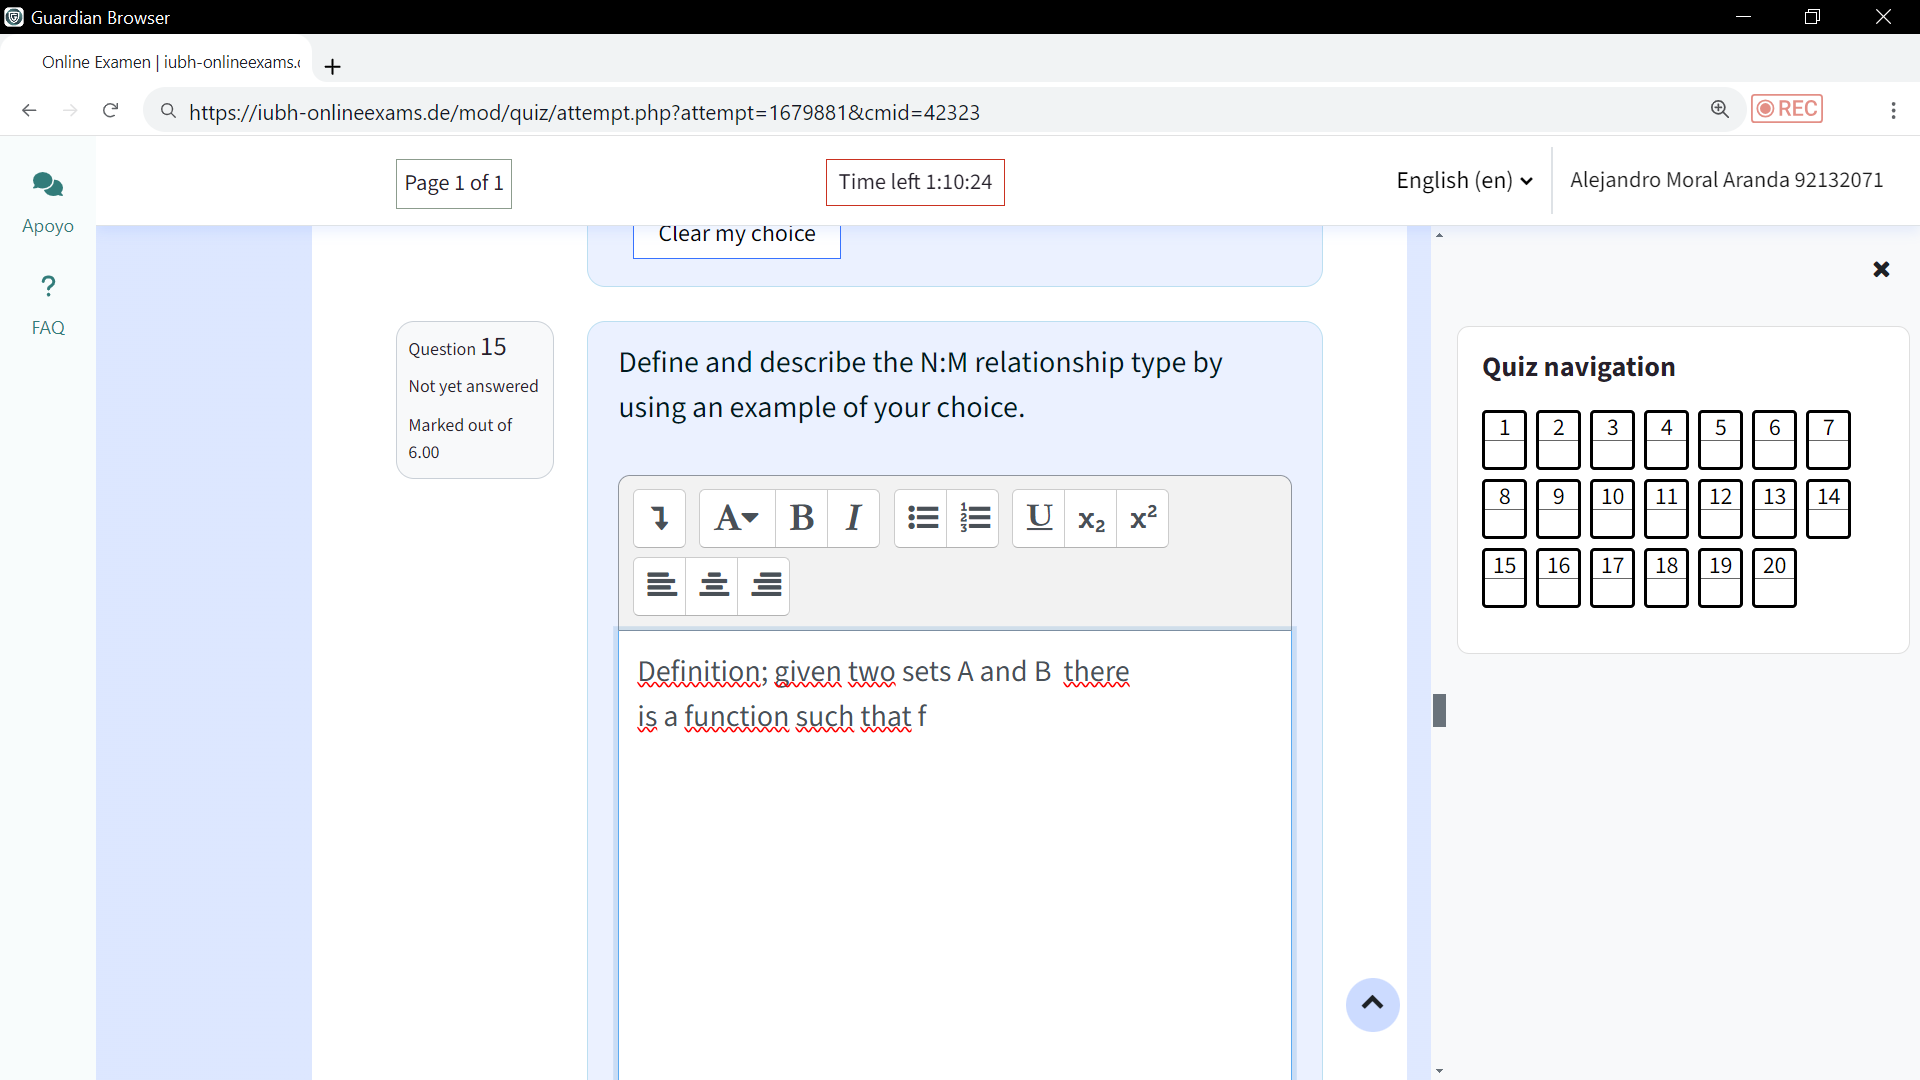 Guardian Browser
Online Examen | iubh-onlineexams.
https://iubh-onlineexams.de/mod/quiz/attempt.php?attempt=1679881&cmid=42323
REC
Page 1 of 1
Time left 1:10:24
English (en)
Alejandro Moral Aranda 92132071
Apoyo
FAQ
Clear my choice
Question 15
Not yet answered
Marked out of
6.00
Define and describe the N:M relationship type by
using an example of your choice.
A B I 1 2 3 U x₂ x²
Definition; given two sets A and B there
is a function such that f
Quiz navigation
1 2 3 4 5 6 7
8 9 10 11 12 13 14
15 16 17 18 19 20